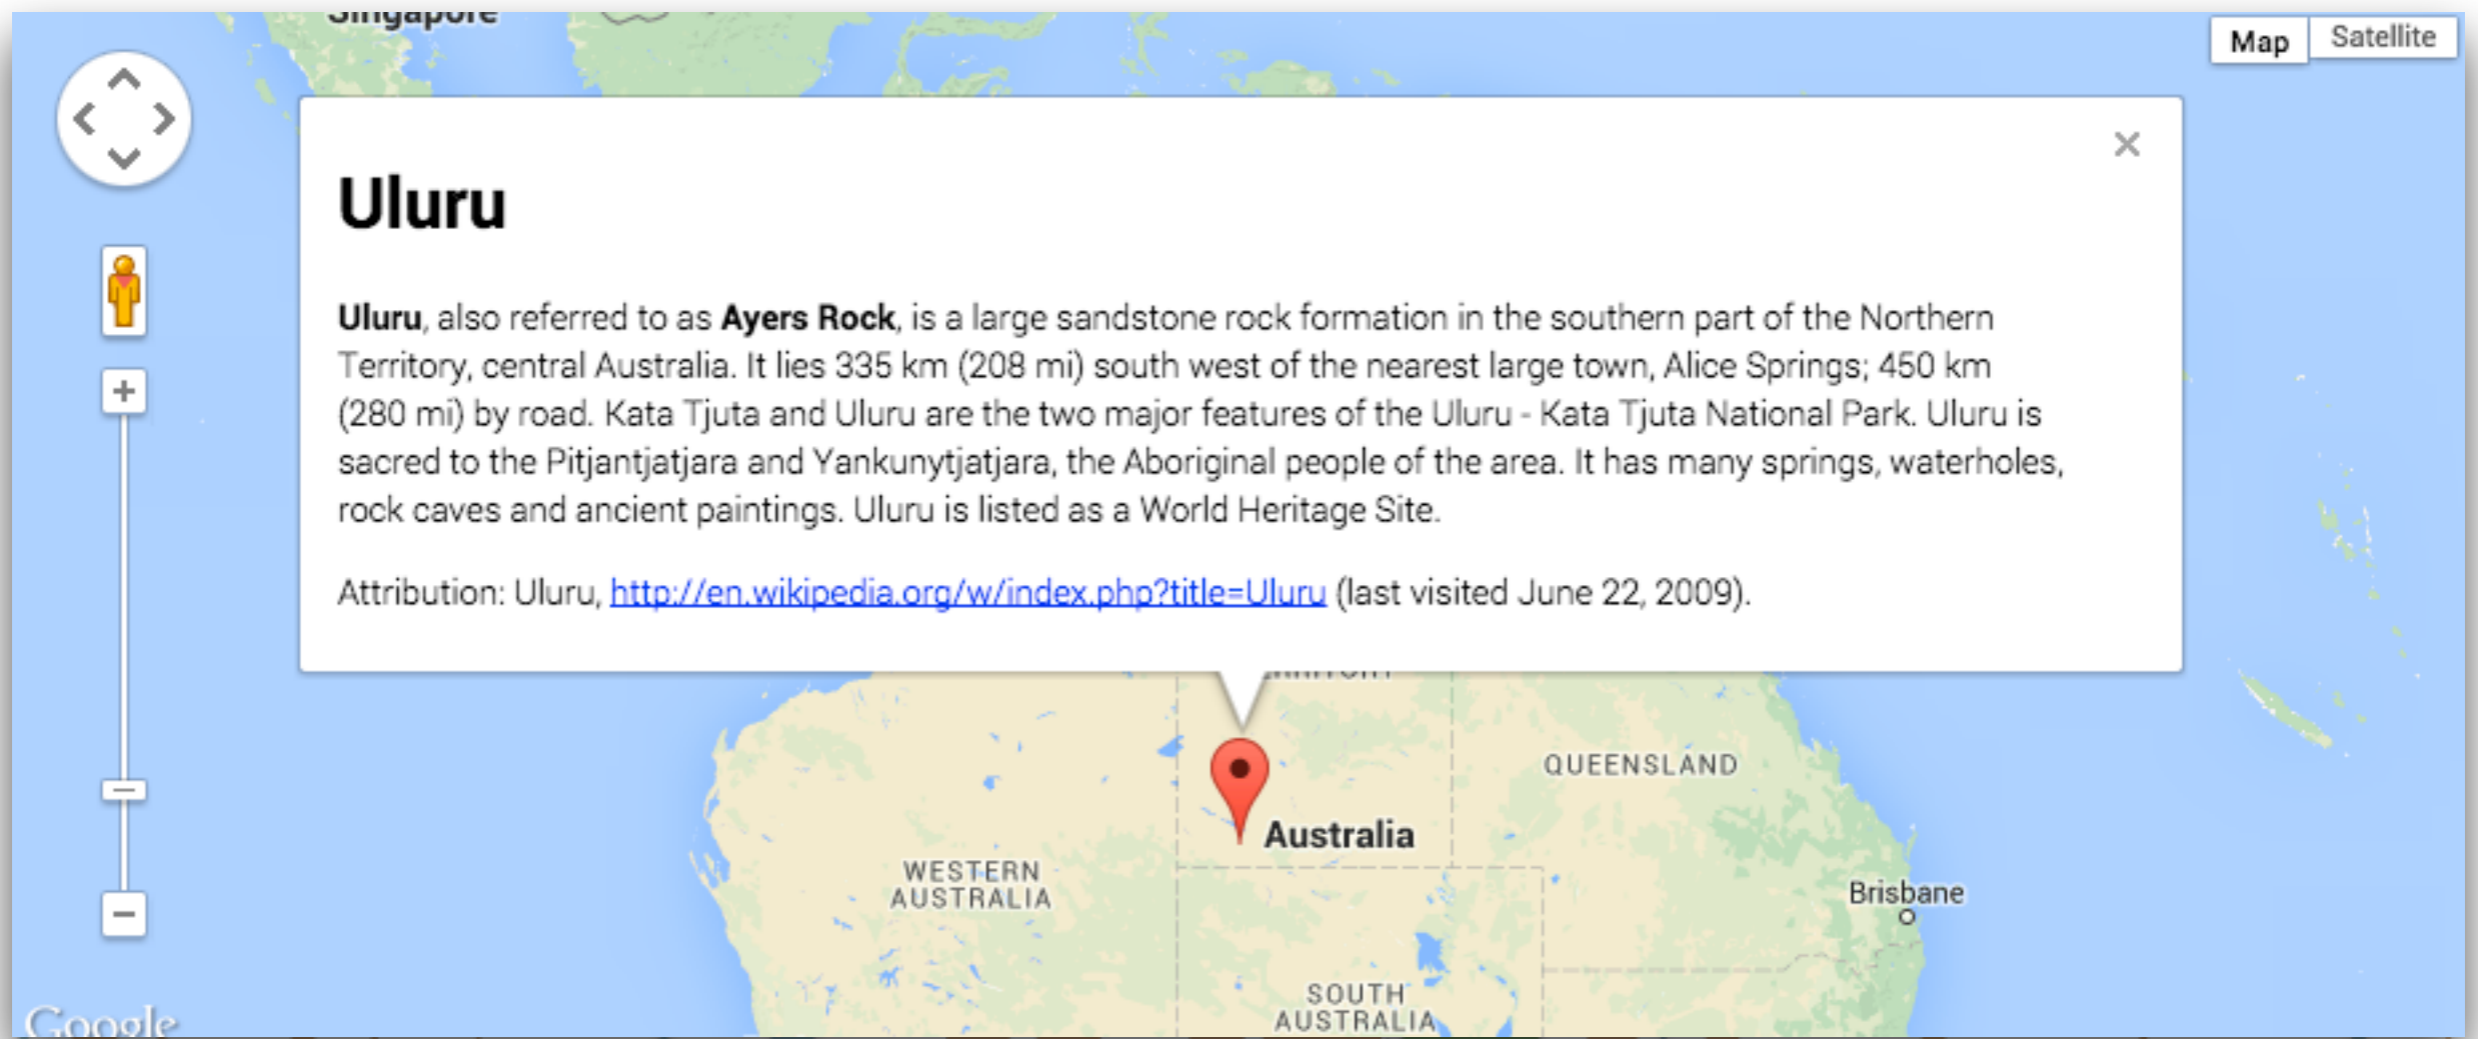 Singapore
Map
Satellite
Uluru
Uluru, also referred to as Ayers Rock, is a large sandstone rock formation in the southern part of the Northern
Territory, central Australia. It lies 335 km (208 mi) south west of the nearest large town, Alice Springs; 450 km
(280 mi) by road. Kata Tjuta and Uluru are the two major features of the Uluru - Kata Tjuta National Park. Uluru is
sacred to the Pitjantjatjara and Yankunytjatjara, the Aboriginal people of the area. It has many springs, waterholes,
rock caves and ancient paintings. Uluru is listed as a World Heritage Site.
Attribution: Uluru, http://en.wikipedia.org/w/index.php?title=Uluru (last visited June 22, 2009).
QUEENSLAND
Australia
WESTERN
AUSTRALIA
Brisbane
SOUTH
AUSTRALIA
Google